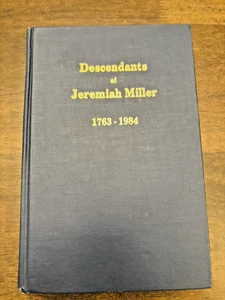 Descendants
of
Jeremiah Miller
1763-1984